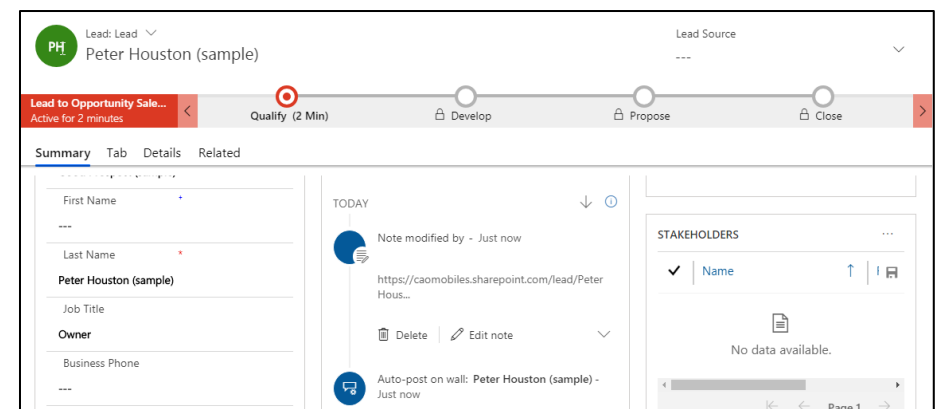 Lead: Lead
PH
Peter Houston (sample)
Lead Source
---
Lead to Opportunity Sale...
Active for 2 minutes
Qualify (2 Min)
Develop
Propose
Close
Summary Tab Details Related
First Name +
---
Last Name *
Peter Houston (sample)
Job Title
Owner
Business Phone
---
TODAY
Note modified by - Just now
https://caomobiles.sharepoint.com/lead/Peter
Hous...
Delete Edit note
Auto-post on wall: Peter Houston (sample) -
Just now
STAKEHOLDERS ...
Name
No data available.
Page 1